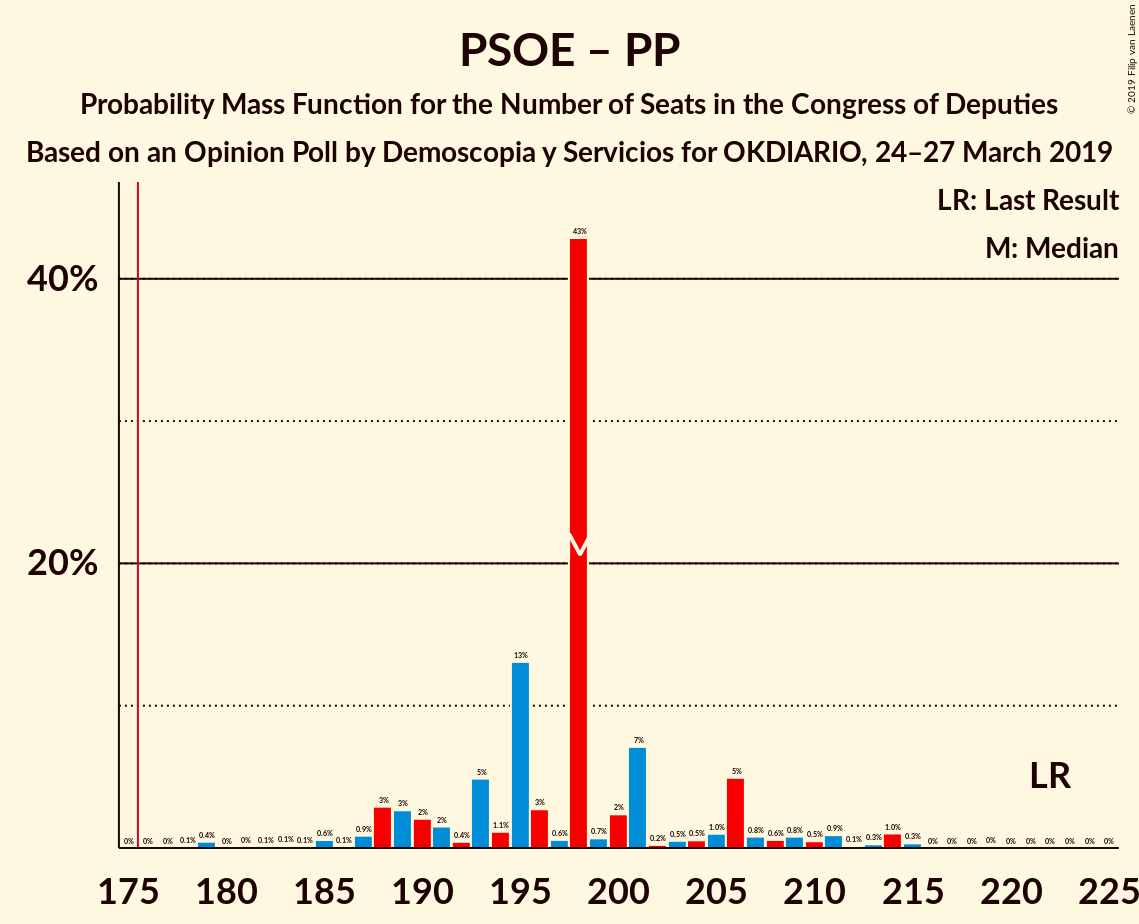 PSOE – PP
Probability Mass Function for the Number of Seats in the Congress of Deputies
Based on an Opinion Poll by Demoscopia y Servicios for OKDIARIO, 24–27 March 2019
© 2019 Filip van Laenen
LR: Last Result
M: Median
40%
20%
0% 0% 0% 0.1% 0.4% 0% 0% 0.1% 0.1% 0.1% 0.6% 0.1% 0.9% 3% 3% 2% 2% 0.4% 5% 1.1% 13% 3% 0.6% 43% 0.7% 2% 7% 0.2% 0.5% 0.5% 1.0% 5% 0.8% 0.6% 0.8% 0.5% 0.9% 0.1% 0.3% 1.0% 0.3% 0% 0% 0% 0% 0% 0% 0% 0% 0% 0%
M
LR
175 180 185 190 195 200 205 210 215 220 225